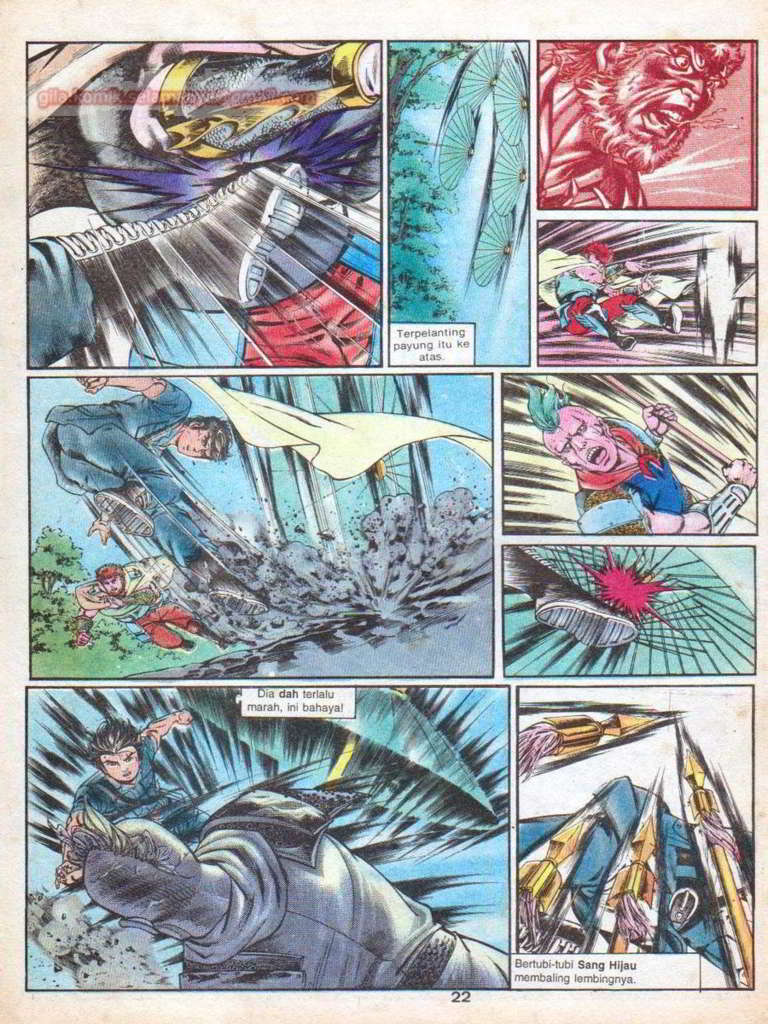 Terpelanting
payung itu ke
atas.
Dia dah terlalu
marah, ini bahaya!
Bertubi-tubi Sang Hijau
membaling lembingnya.
22